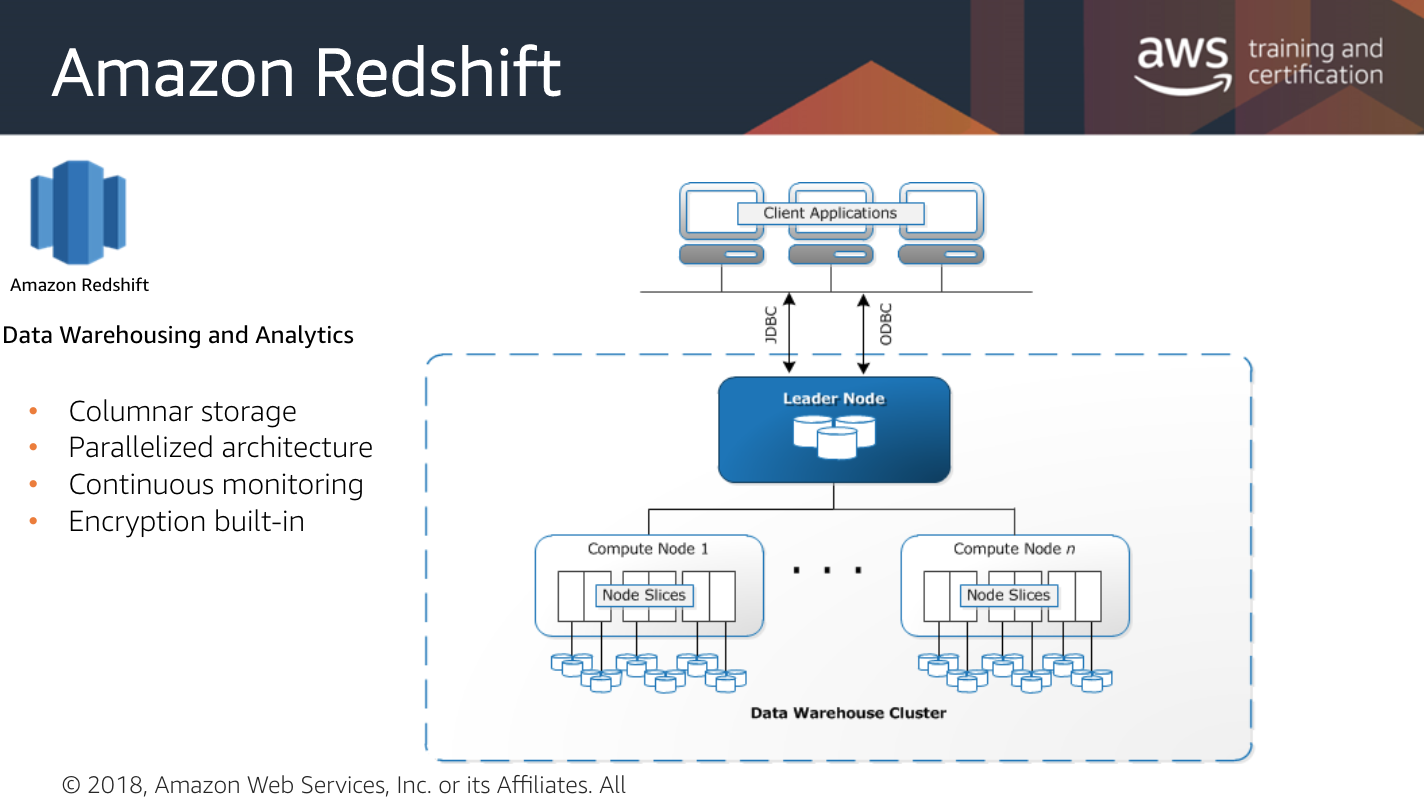 Amazon Redshift
aws training and
certification
Amazon Redshift
Data Warehousing and Analytics
• Columnar storage
• Parallelized architecture
• Continuous monitoring
• Encryption built-in
Client Applications
JDBC
ODBC
Leader Node
Compute Node 1
. . .
Compute Node n
Node Slices
Node Slices
Data Warehouse Cluster
© 2018, Amazon Web Services, Inc. or its Affiliates. All